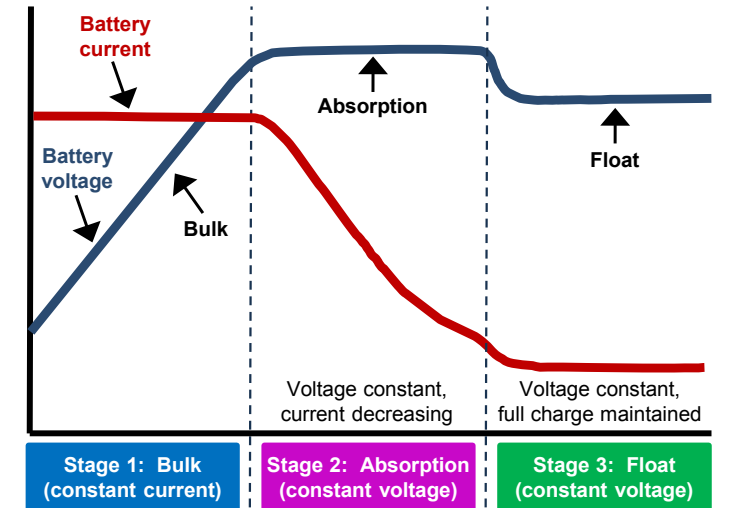 Battery
current
Absorption
Battery
voltage
Float
Bulk
Voltage constant,
current decreasing
Voltage constant,
full charge maintained
Stage 1: Bulk
(constant current)
Stage 2: Absorption
(constant voltage)
Stage 3: Float
(constant voltage)